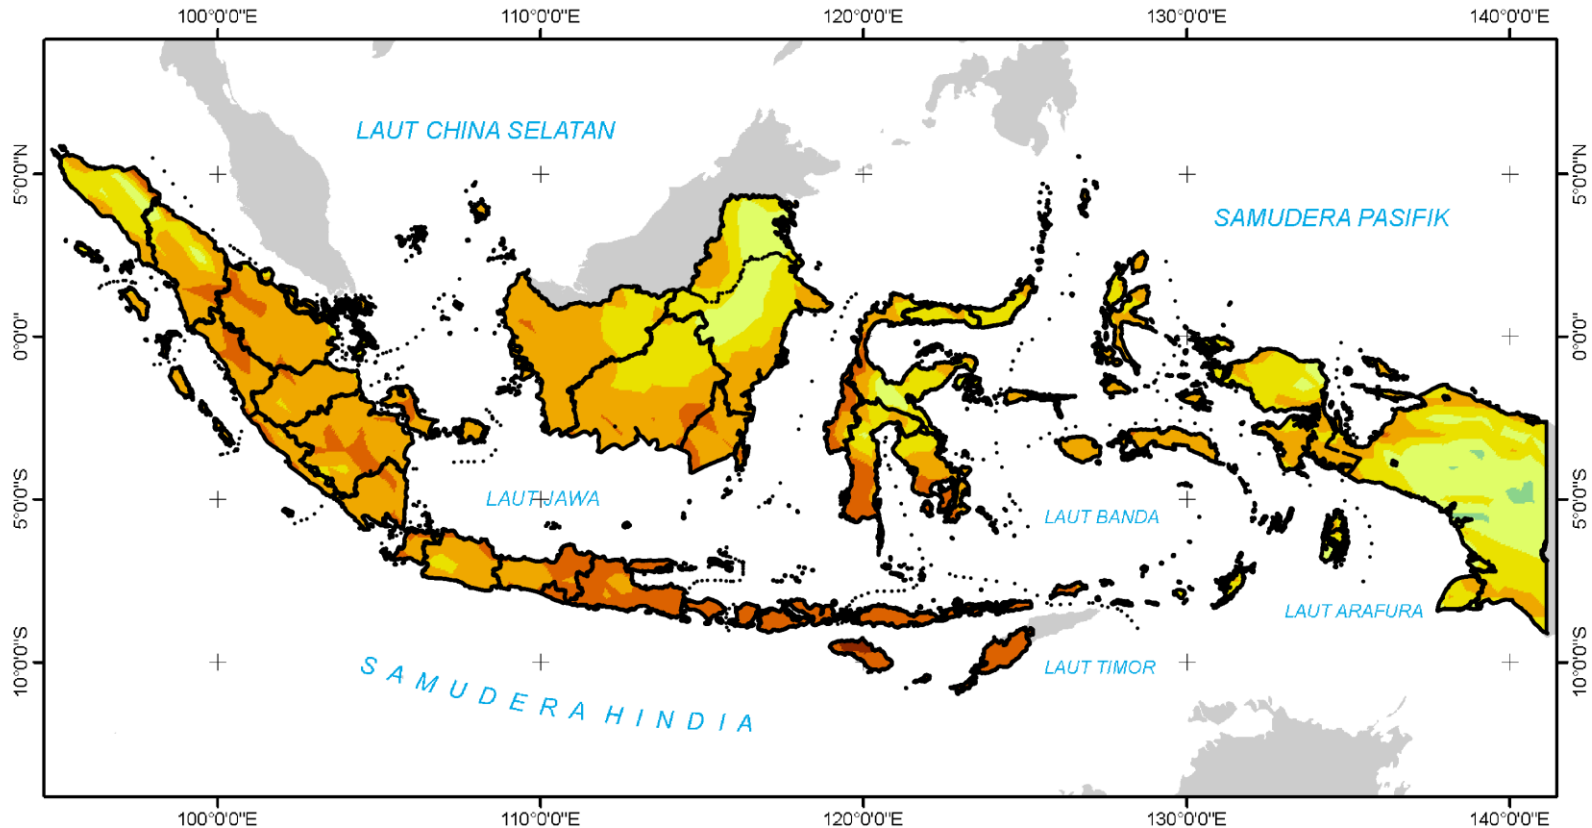 100°0'0"E 110°0'0"E 120°0'0"E 130°0'0"E 140°0'0"E
LAUT CHINA SELATAN
5°0'0"N 5°0'0"N
SAMUDERA PASIFIK
0°0'0" 0°0'0"
5°0'0"S LAUT JAWA 5°0'0"S
LAUT BANDA
LAUT ARAFURA
10°0'0"S LAUT TIMOR 10°0'0"S
SAMUDERA HINDIA
100°0'0"E 110°0'0"E 120°0'0"E 130°0'0"E 140°0'0"E